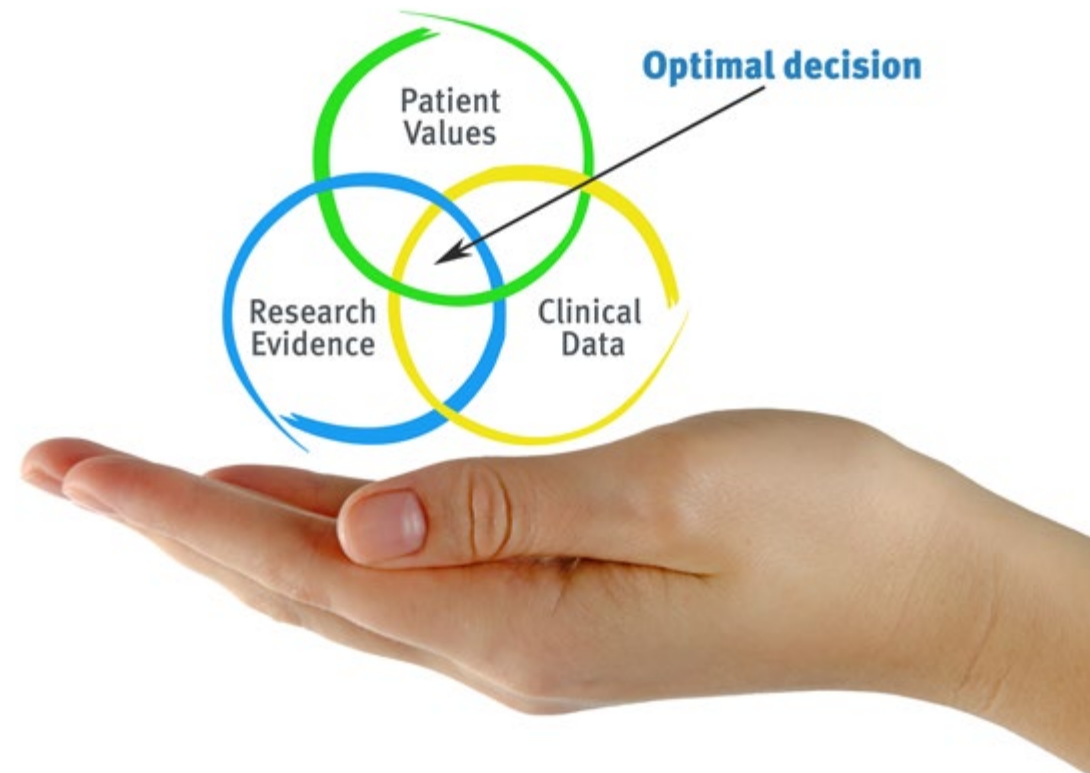 Optimal decision
Patient
Values
Research
Evidence
Clinical
Data